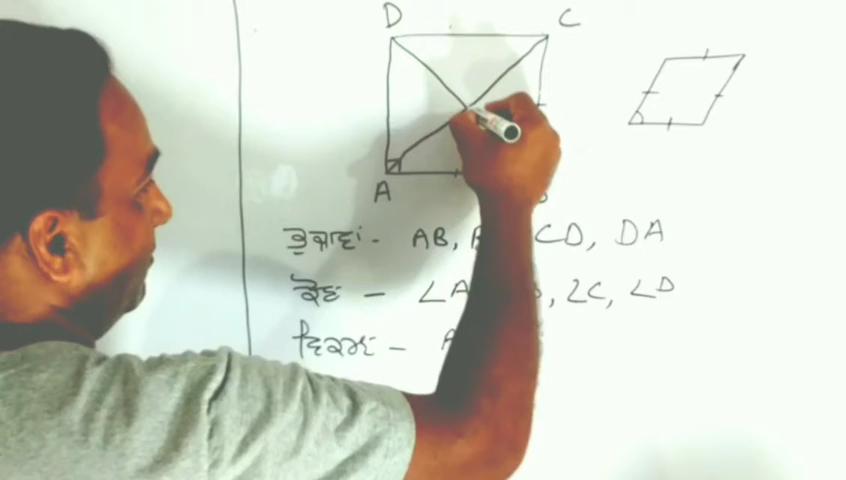 D C
A
ਭੁਜਾਵਾਂ - AB, CD, DA
ਕੋਣ - ∠A ∠C, ∠D
ਵਿਕਰਣ - A